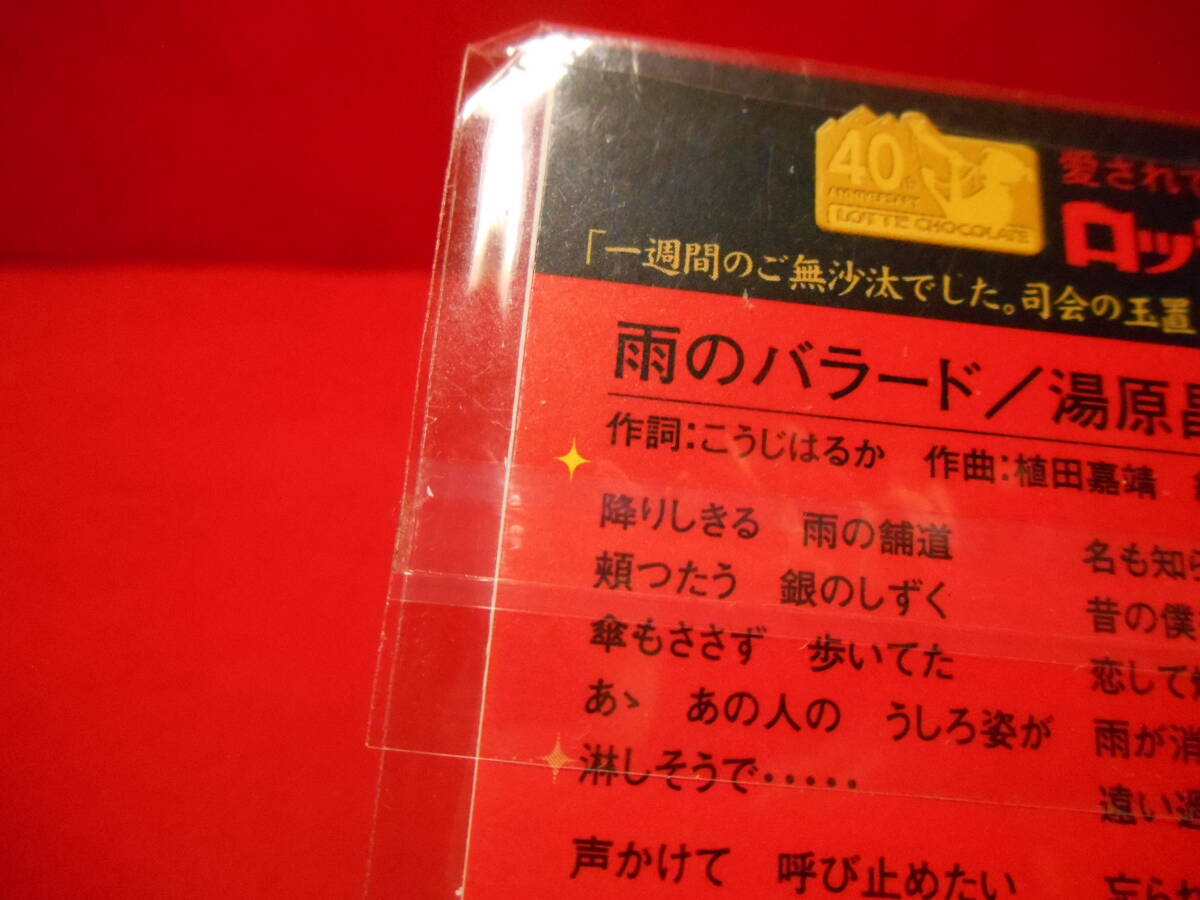 40th
ANNIVERSARY
LOTTE CHOCOLATE
愛されて
ロッ
「一週間のご無沙汰でした。司会の玉置
雨のバラード／湯原昌
作詞：こうじはるか　作曲：植田嘉靖
降りしきる　雨の舗道
頬つたう　銀のしずく
傘もささず　歩いてた
あゝ　あの人の　うしろ姿が
淋しそうで・・・・・
声かけて　呼び止めたい
名も知ら
昔の僕
恋して
雨が消
遠い過
忘られ